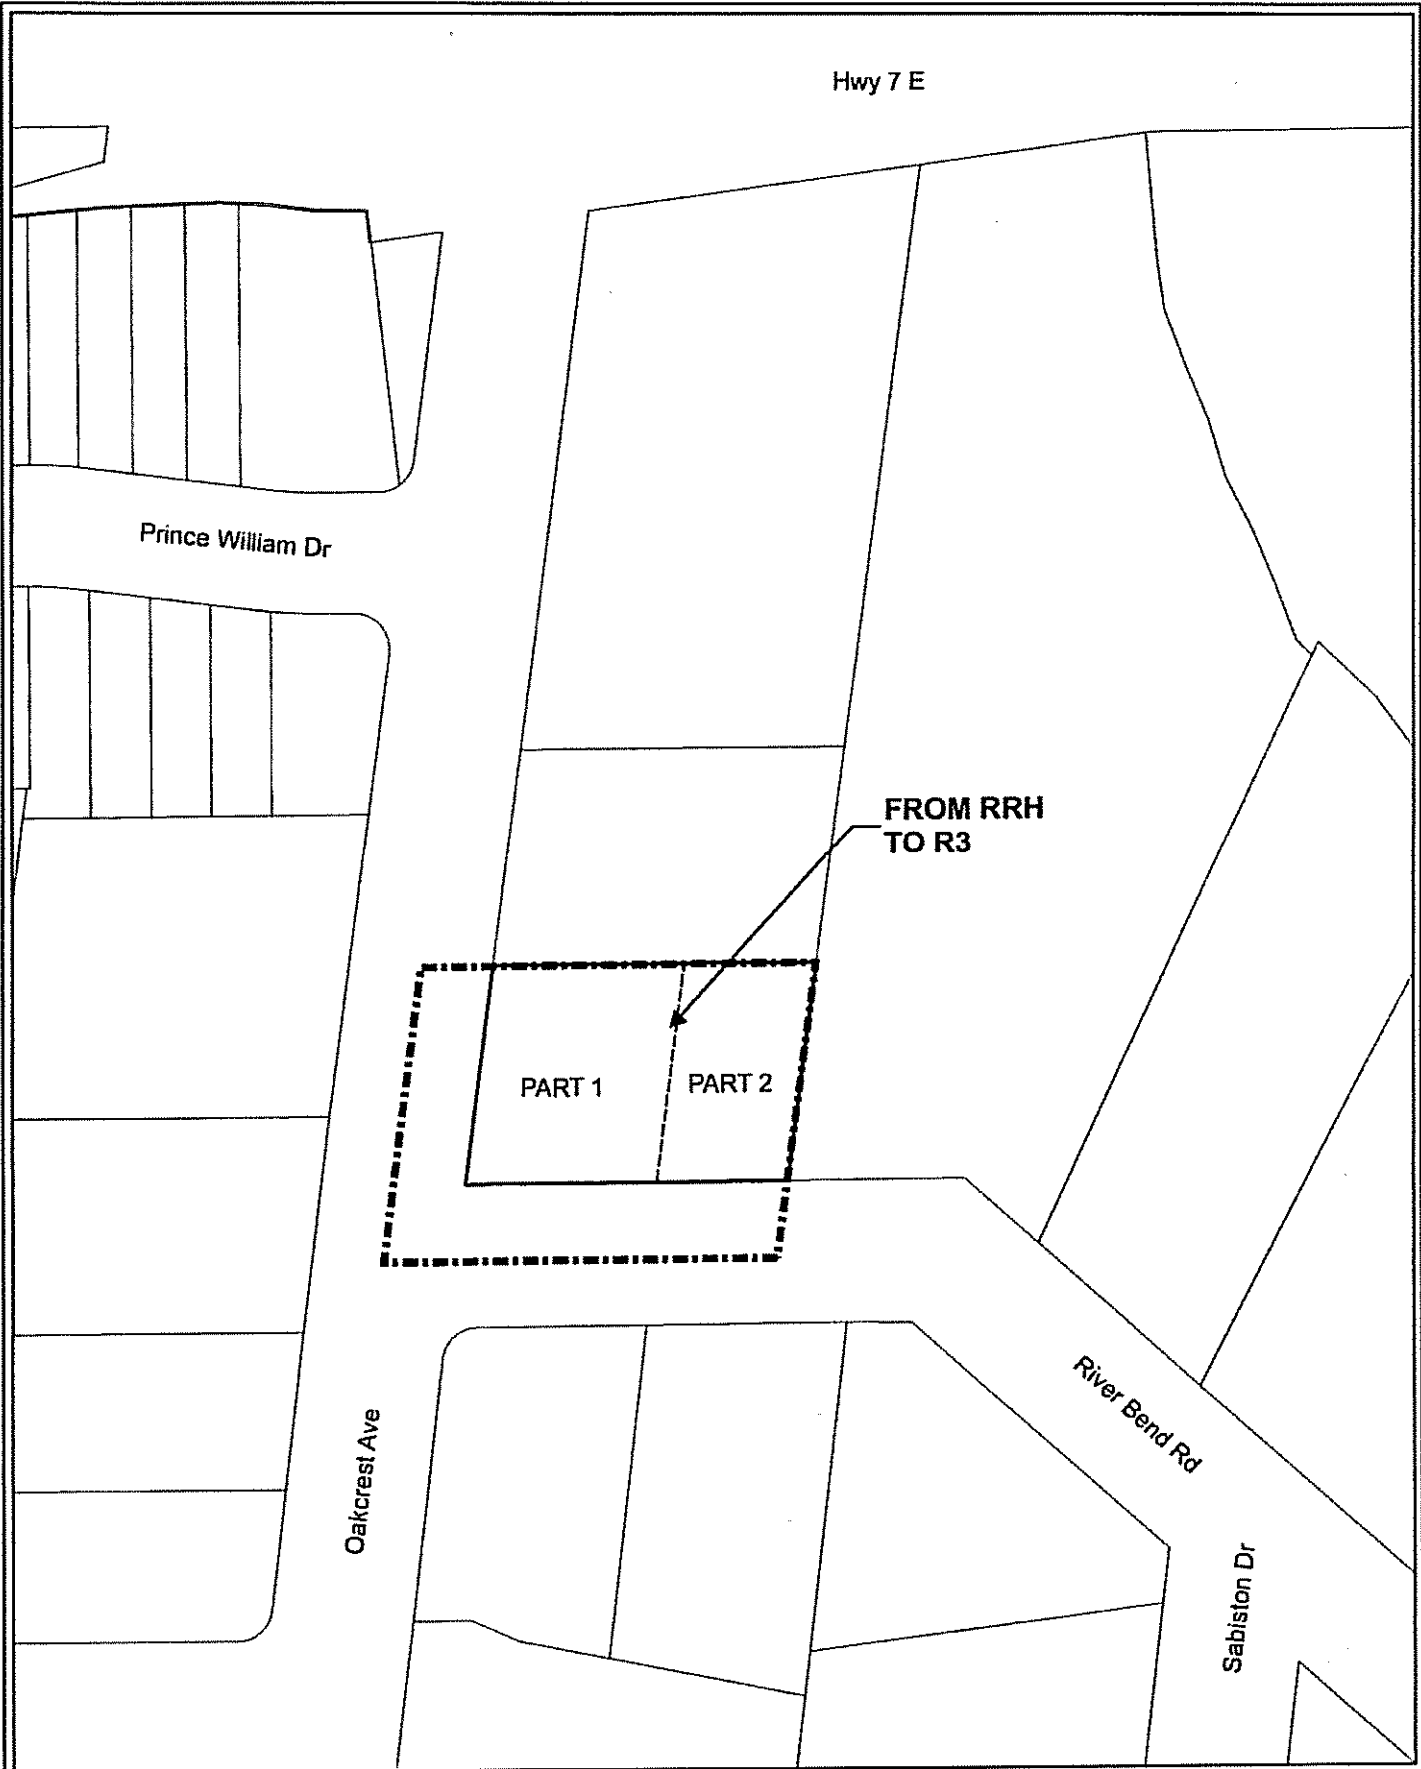 Hwy 7 E
Prince William Dr
FROM RRH
TO R3
PART 1
PART 2
River Bend Rd
Oakcrest Ave
Sabiston Dr